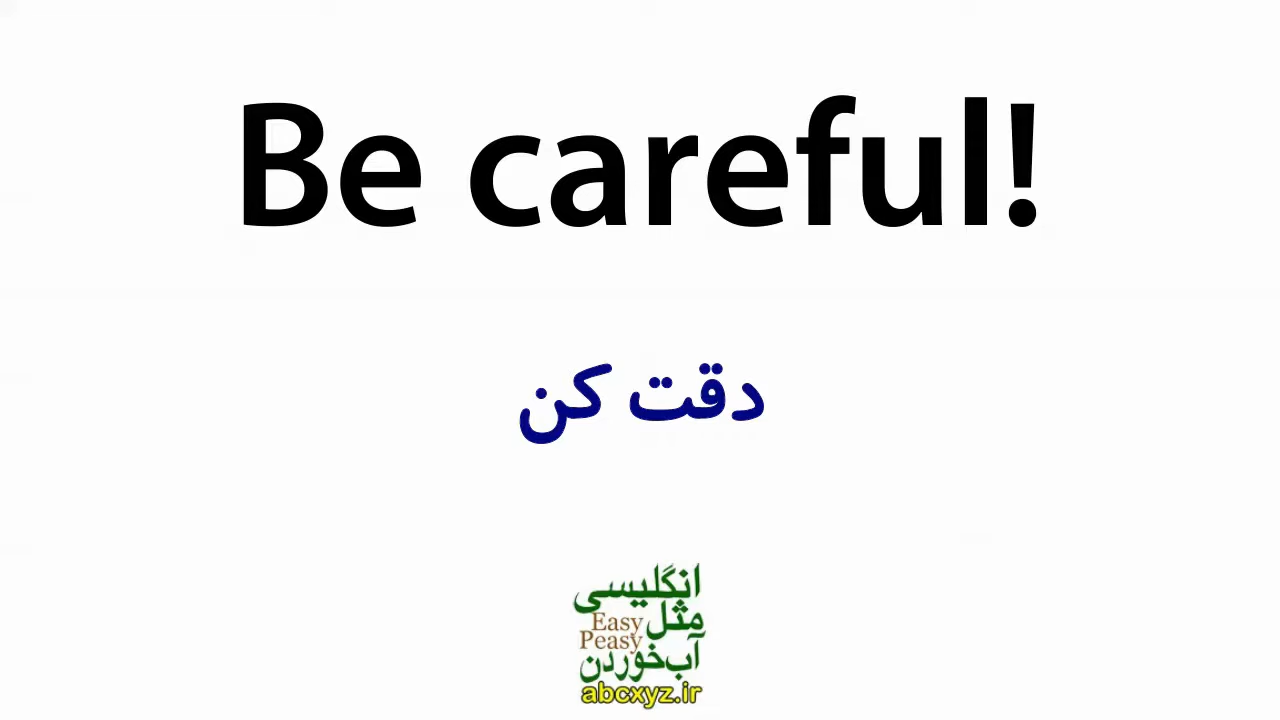 Be careful!
دقت کن
انگلیسی
مثل Easy
Peasy
آب‌خوردن
abcxyz.ir